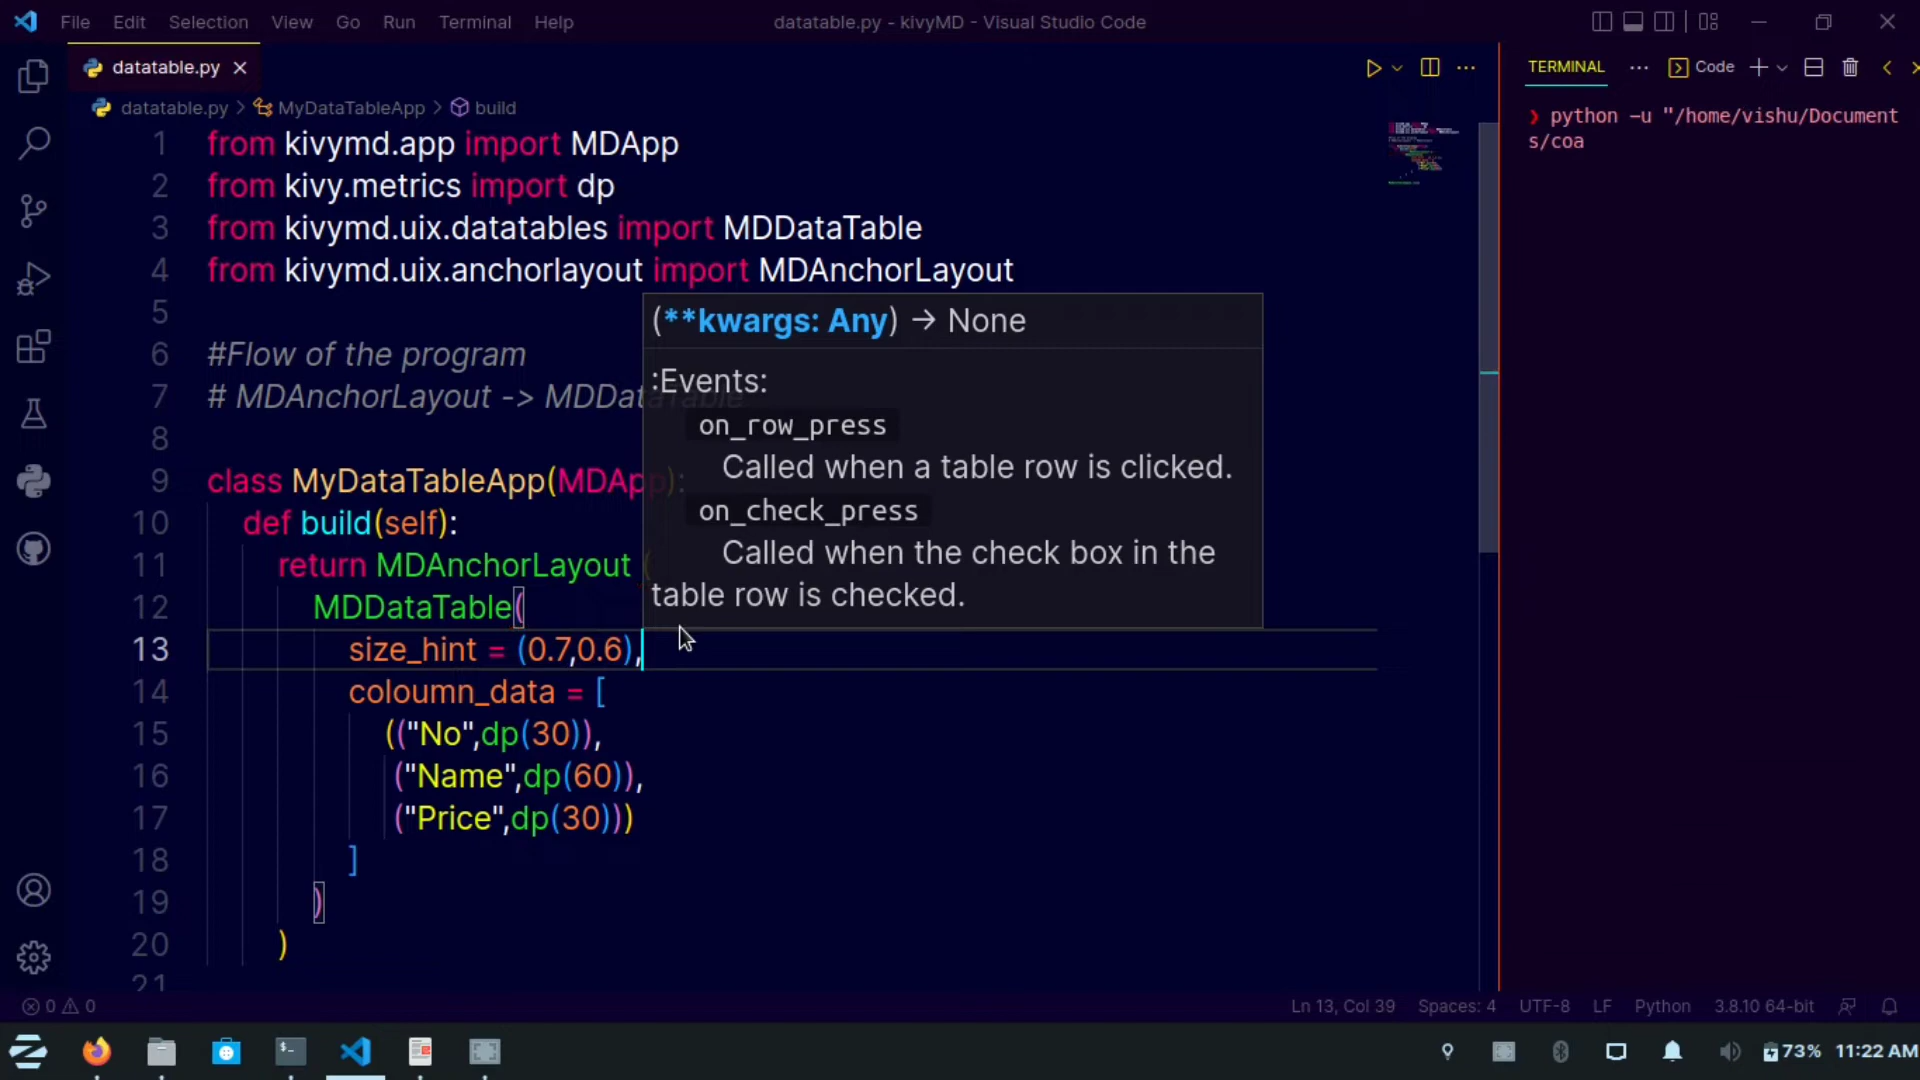 File Edit Selection View Go Run Terminal Help datatable.py - kivyMD - Visual Studio Code
datatable.py
TERMINAL Code
datatable.py > MyDataTableApp > build
❯ python -u "/home/vishu/Document
s/coa
1 from kivymd.app import MDApp
2 from kivy.metrics import dp
3 from kivymd.uix.datatables import MDDataTable
4 from kivymd.uix.anchorlayout import MDAnchorLayout
5
6 #Flow of the program
7 # MDAnchorLayout -> MDDataTable
8
9 class MyDataTableApp(MDApp):
10 def build(self):
11 return MDAnchorLayout (
12 MDDataTable(
13 size_hint = (0.7,0.6),
14 coloumn_data = [
15 (("No",dp(30)),
16 ("Name",dp(60)),
17 ("Price",dp(30)))
18 ]
19 )
20 )
21
(**kwargs: Any) → None
:Events:
on_row_press
Called when a table row is clicked.
on_check_press
Called when the check box in the
table row is checked.
0 0 Ln 13, Col 39 Spaces: 4 UTF-8 LF Python 3.8.10 64-bit
73% 11:22 AM